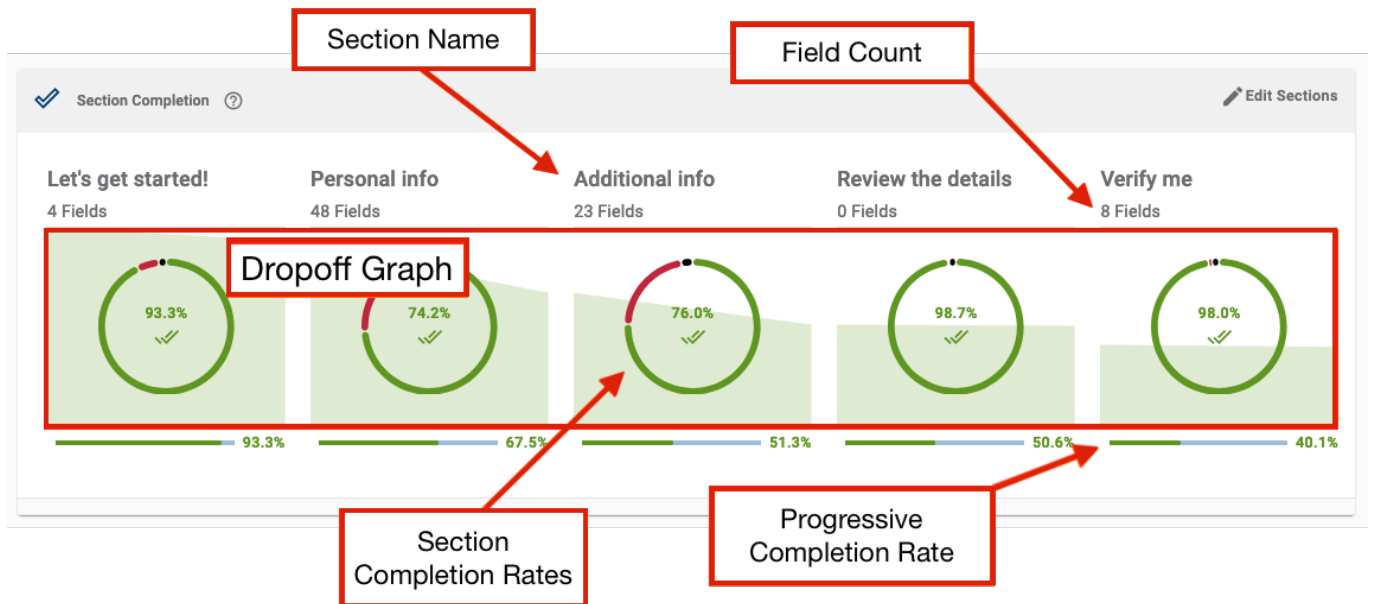 Section Name
Field Count
Section Completion ?
Edit Sections
Let's get started!
4 Fields
Personal info
48 Fields
Additional info
23 Fields
Review the details
0 Fields
Verify me
8 Fields
Dropoff Graph
93.3%
74.2%
76.0%
98.7%
98.0%
93.3%
67.5%
51.3%
50.6%
40.1%
Section
Completion Rates
Progressive
Completion Rate